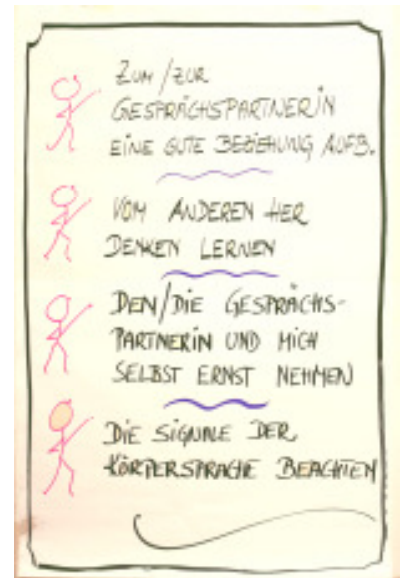 ZUM/ZUR
GESPRÄCHSPARTNERIN
EINE GUTE BEZIEHUNG AUFB.
VOM ANDEREN HER
DENKEN LERNEN
DEN/DIE GESPRÄCHS-
PARTNERIN UND MICH
SELBST ERNST NEHMEN
DIE SIGNALE DER
KÖRPERSPRACHE BEACHTEN